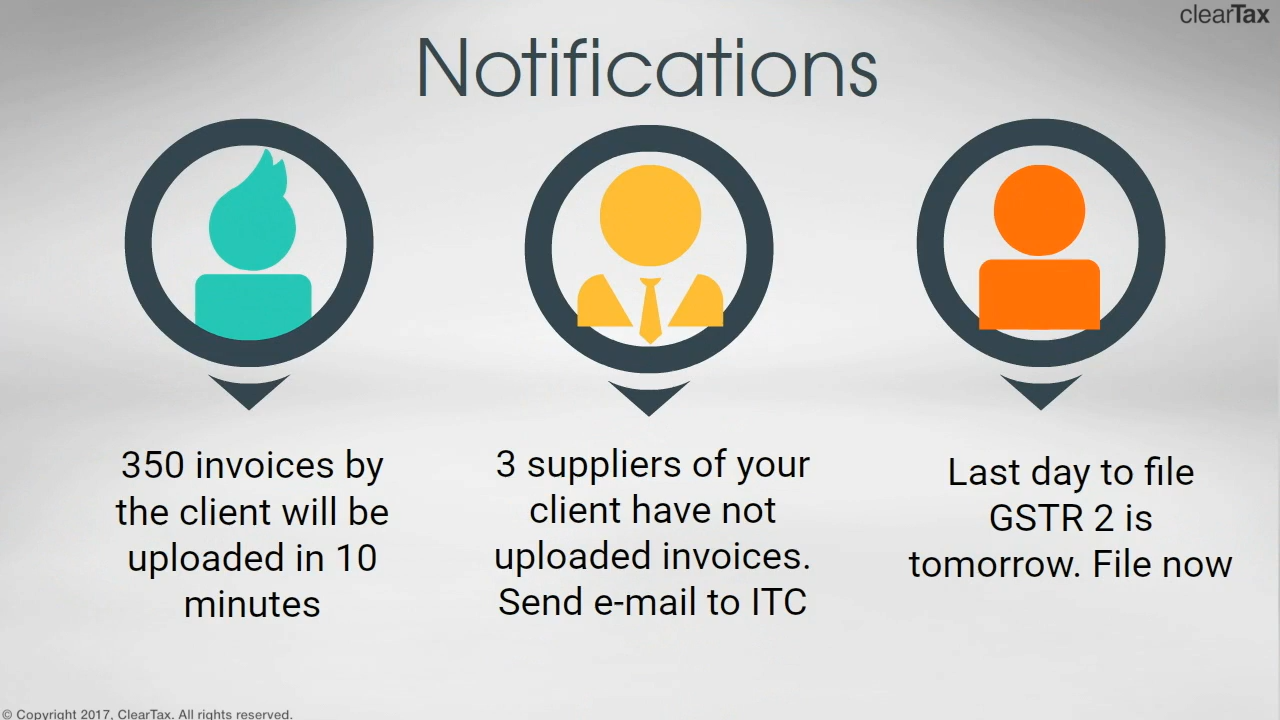 clearTax
Notifications
350 invoices by
the client will be
uploaded in 10
minutes
3 suppliers of your
client have not
uploaded invoices.
Send e-mail to ITC
Last day to file
GSTR 2 is
tomorrow. File now
© Copyright 2017, ClearTax. All rights reserved.